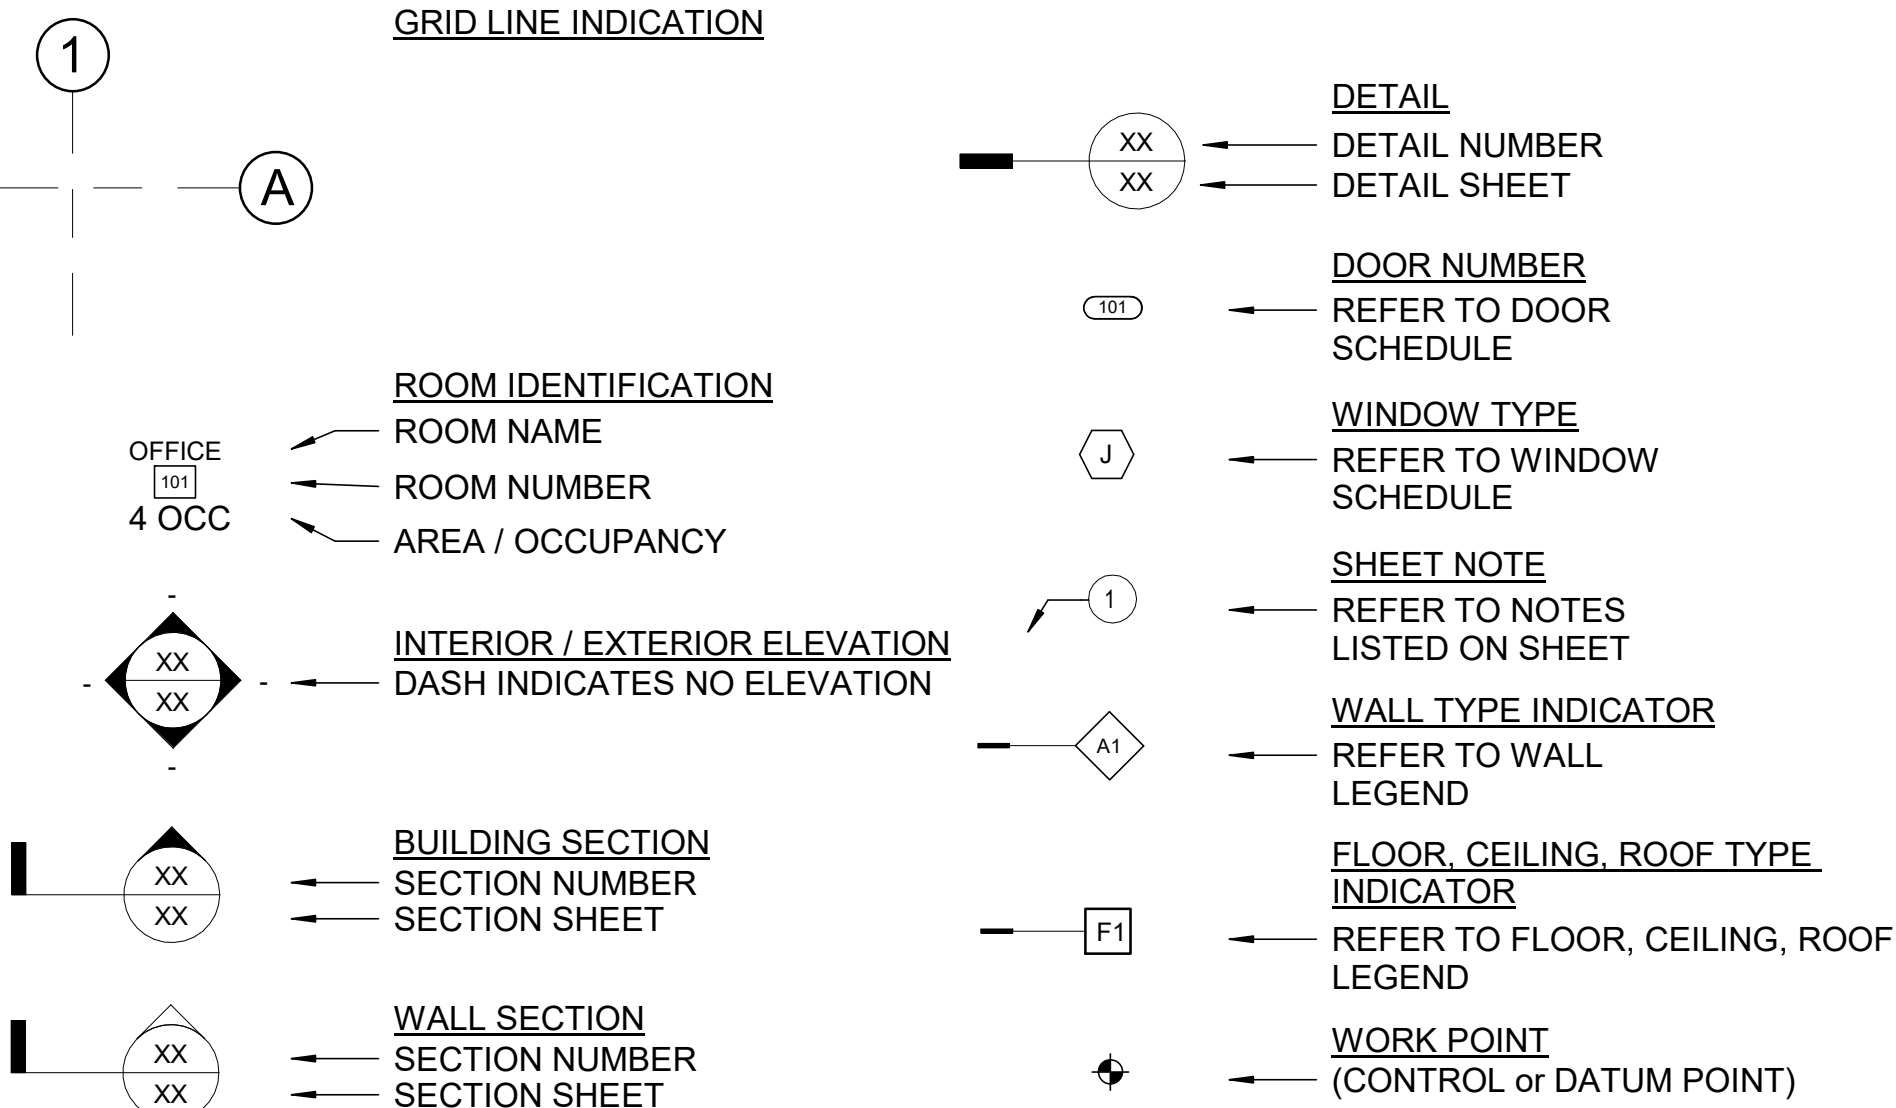 GRID LINE INDICATION
1
A
ROOM IDENTIFICATION
ROOM NAME
OFFICE
101
ROOM NUMBER
4 OCC
AREA / OCCUPANCY
-
INTERIOR / EXTERIOR ELEVATION
XX
- -
DASH INDICATES NO ELEVATION
XX
-
BUILDING SECTION
XX
SECTION NUMBER
XX
SECTION SHEET
WALL SECTION
XX
SECTION NUMBER
XX
SECTION SHEET
DETAIL
XX
DETAIL NUMBER
XX
DETAIL SHEET
DOOR NUMBER
101
REFER TO DOOR
SCHEDULE
WINDOW TYPE
J
REFER TO WINDOW
SCHEDULE
SHEET NOTE
1
REFER TO NOTES
LISTED ON SHEET
WALL TYPE INDICATOR
A1
REFER TO WALL
LEGEND
FLOOR, CEILING, ROOF TYPE
INDICATOR
F1
REFER TO FLOOR, CEILING, ROOF
LEGEND
WORK POINT
(CONTROL or DATUM POINT)